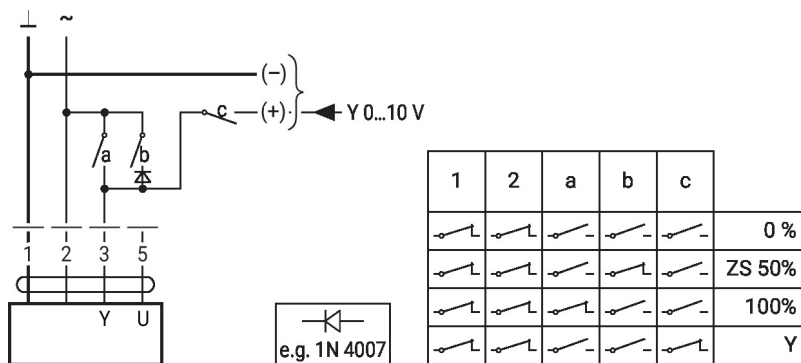 ⊥ ~
(–)
c (+) Y 0...10 V
a b
1 2 3 5
Y U
e.g. 1N 4007
1 2 a b c
0 %
ZS 50%
100%
Y